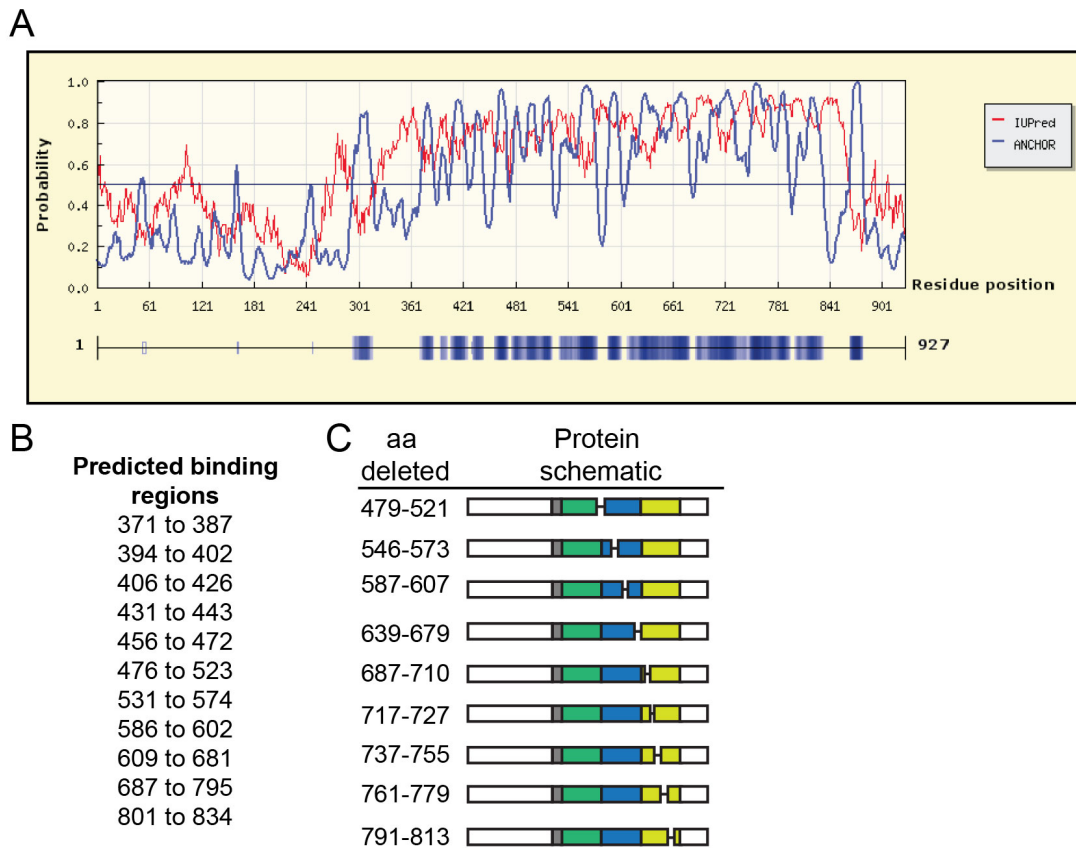 A
1.0
0.8
0.6
0.4
0.2
0.0
Probability
1 61 121 181 241 301 361 421 481 541 601 661 721 781 841 901
Residue position
IUPred
ANCHOR
1 927
B
Predicted binding
regions
371 to 387
394 to 402
406 to 426
431 to 443
456 to 472
476 to 523
531 to 574
586 to 602
609 to 681
687 to 795
801 to 834
C
aa Protein
deleted schematic
479-521
546-573
587-607
639-679
687-710
717-727
737-755
761-779
791-813